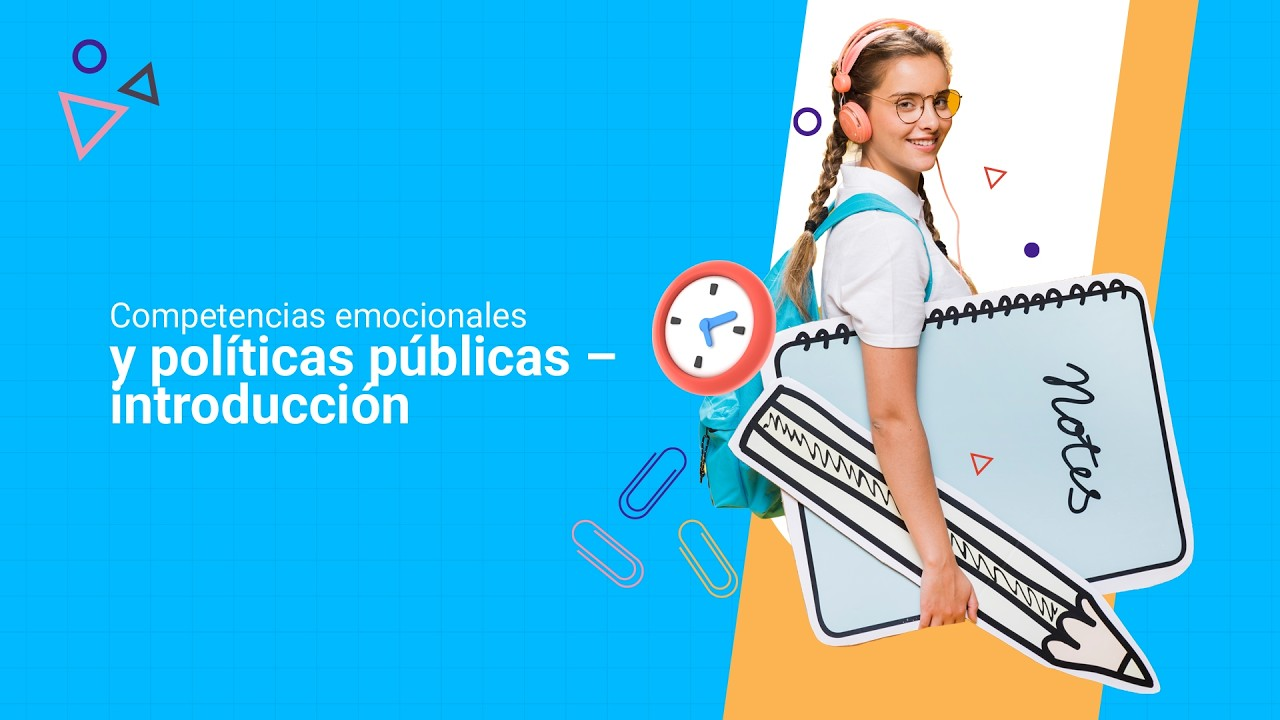 Competencias emocionales
y políticas públicas –
introducción
Notes